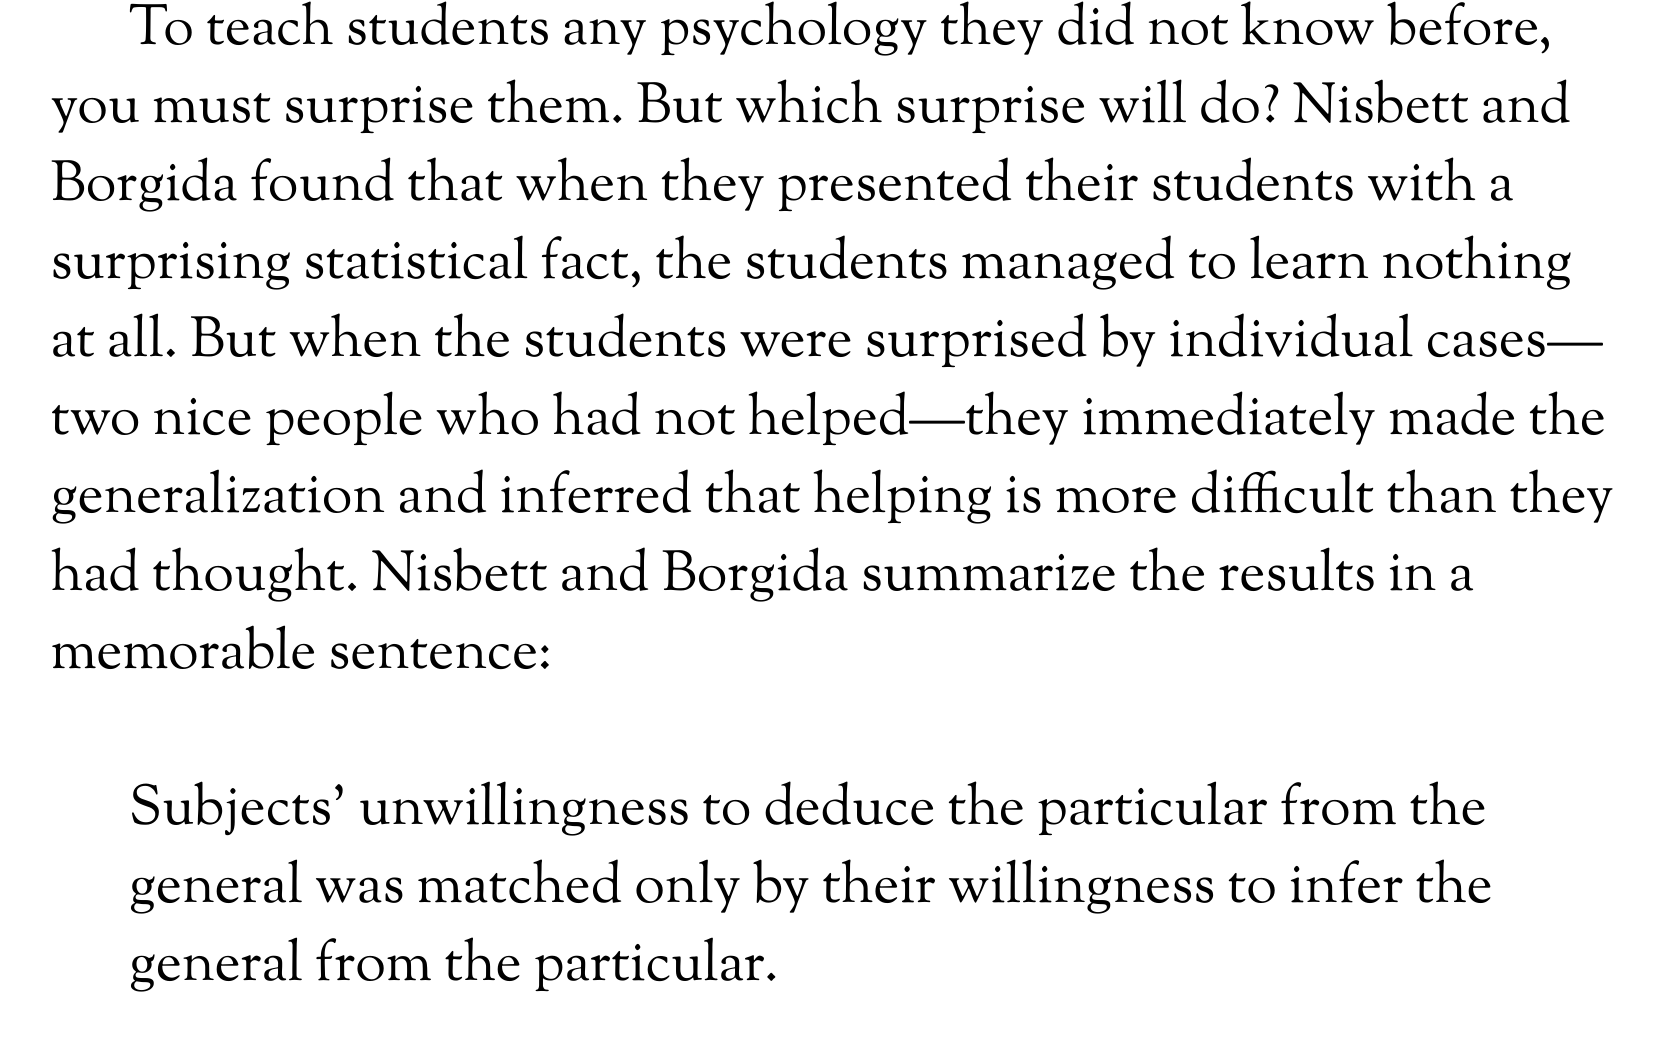 To teach students any psychology they did not know before,
you must surprise them. But which surprise will do? Nisbett and
Borgida found that when they presented their students with a
surprising statistical fact, the students managed to learn nothing
at all. But when the students were surprised by individual cases—
two nice people who had not helped—they immediately made the
generalization and inferred that helping is more difficult than they
had thought. Nisbett and Borgida summarize the results in a
memorable sentence:
Subjects’ unwillingness to deduce the particular from the
general was matched only by their willingness to infer the
general from the particular.